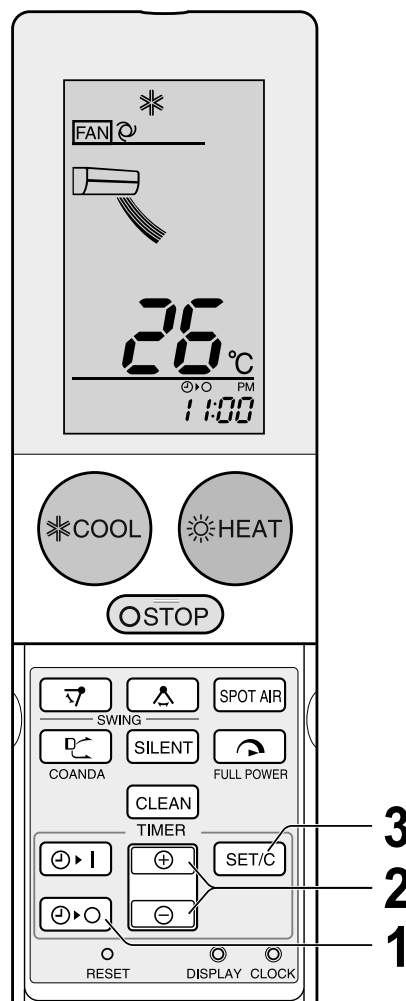 FAN
26°C
PM
11:00
COOL
HEAT
STOP
SPOT AIR
SWING
SILENT
COANDA
FULL POWER
CLEAN
TIMER
SET/C
3
2
1
RESET
DISPLAY
CLOCK